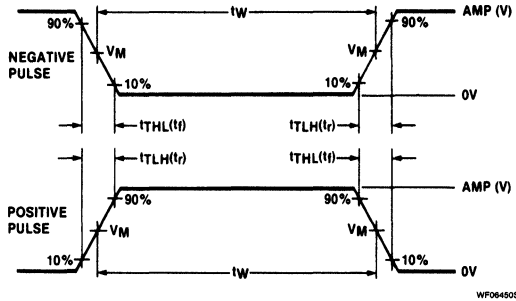 tW AMP (V)
90% 90%
NEGATIVE
PULSE
VM VM
10% 10%
0V
tTHL(tf) tTLH(tr)
tTLH(tr) tTHL(tf)
90% 90% AMP (V)
POSITIVE
PULSE
VM VM
10% 10%
tW 0V
WF06450S